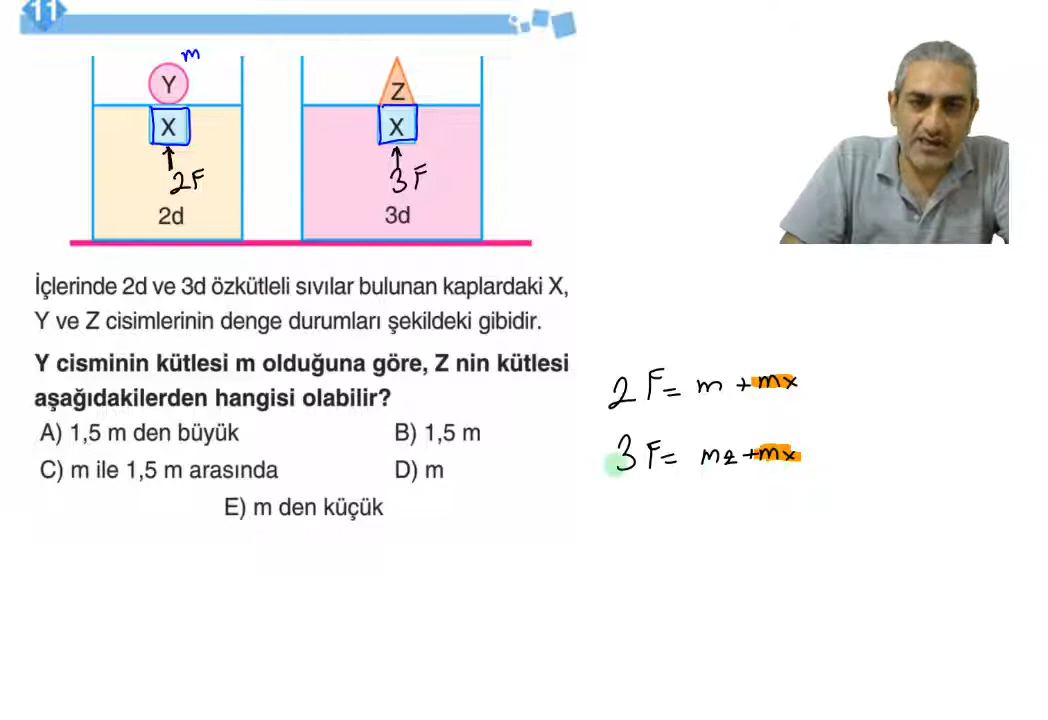 11
m
Y
Z
X
X
2F
3F
2d
3d
İçlerinde 2d ve 3d özkütleli sıvılar bulunan kaplardaki X,
Y ve Z cisimlerinin denge durumları şekildeki gibidir.
Y cisminin kütlesi m olduğuna göre, Z nin kütlesi
aşağıdakilerden hangisi olabilir?
A) 1,5 m den büyük
B) 1,5 m
C) m ile 1,5 m arasında
D) m
E) m den küçük
2F = m + mx
3F = mz + mx